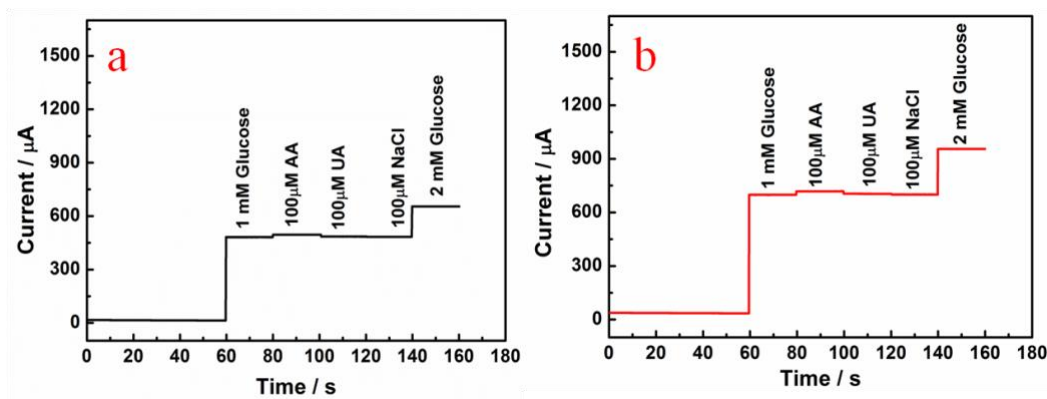 a
1500
1200
900
600
300
0
Current / μA
1 mM Glucose
100μM AA
100μM UA
100μM NaCl
2 mM Glucose
0 20 40 60 80 100 120 140 160 180
Time / s
b
1500
1200
900
600
300
0
Current / μA
1 mM Glucose
100μM AA
100μM UA
100μM NaCl
2 mM Glucose
0 20 40 60 80 100 120 140 160 180
Time / s